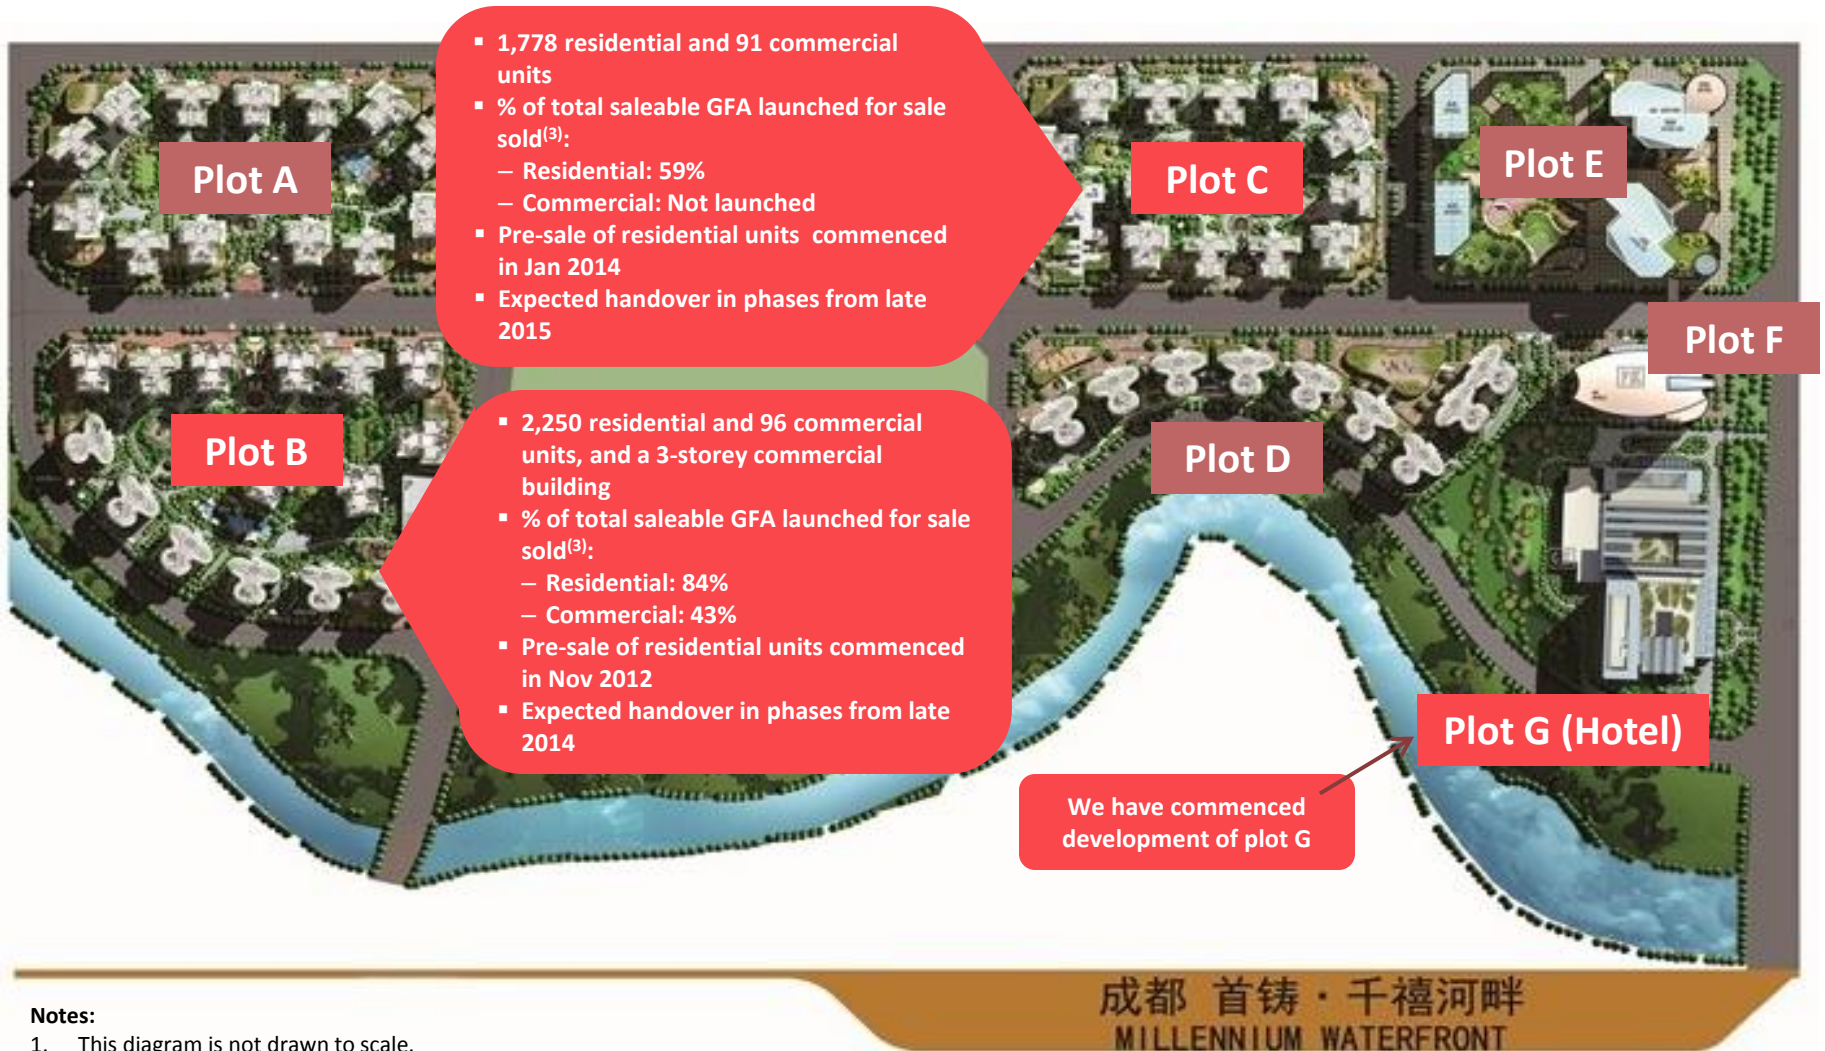 ▪ 1,778 residential and 91 commercial
units
▪ % of total saleable GFA launched for sale
sold(3):
– Residential: 59%
– Commercial: Not launched
▪ Pre-sale of residential units commenced
in Jan 2014
▪ Expected handover in phases from late
2015
Plot A
Plot C
Plot E
Plot F
Plot B
▪ 2,250 residential and 96 commercial
units, and a 3-storey commercial
building
▪ % of total saleable GFA launched for sale
sold(3):
– Residential: 84%
– Commercial: 43%
▪ Pre-sale of residential units commenced
in Nov 2012
▪ Expected handover in phases from late
2014
Plot D
Plot G (Hotel)
We have commenced
development of plot G
成都 首铸·千禧河畔
MILLENNIUM WATERFRONT
Notes:
1. This diagram is not drawn to scale.